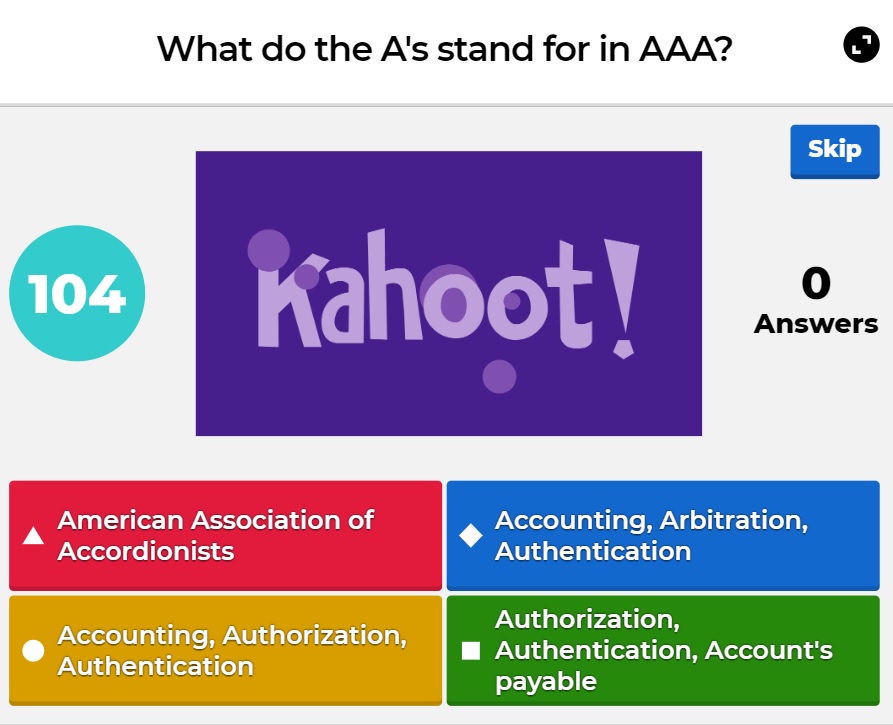 What do the A's stand for in AAA?
Skip
104
Kahoot!
0
Answers
American Association of
Accordionists
Accounting, Arbitration,
Authentication
Accounting, Authorization,
Authentication
Authorization,
Authentication, Account's
payable